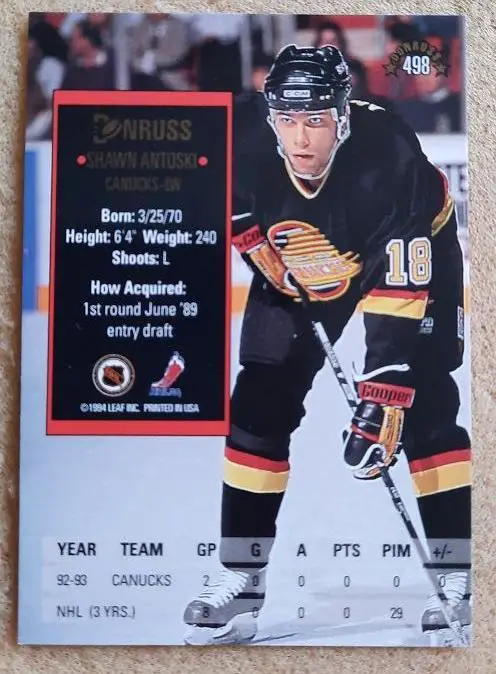 DONRUSS
498
DONRUSS
SHAWN ANTOSKI
CANUCKS-LW
Born: 3/25/70
Height: 6'4" Weight: 240
Shoots: L
How Acquired:
1st round June '89
entry draft
©1994 LEAF INC. PRINTED IN USA
CCM
CANUCKS
18
Cooper
YEAR TEAM GP G A PTS PIM +/-
92-93 CANUCKS 2 0 0 0 0 0
NHL (3 YRS.) 8 0 0 0 29